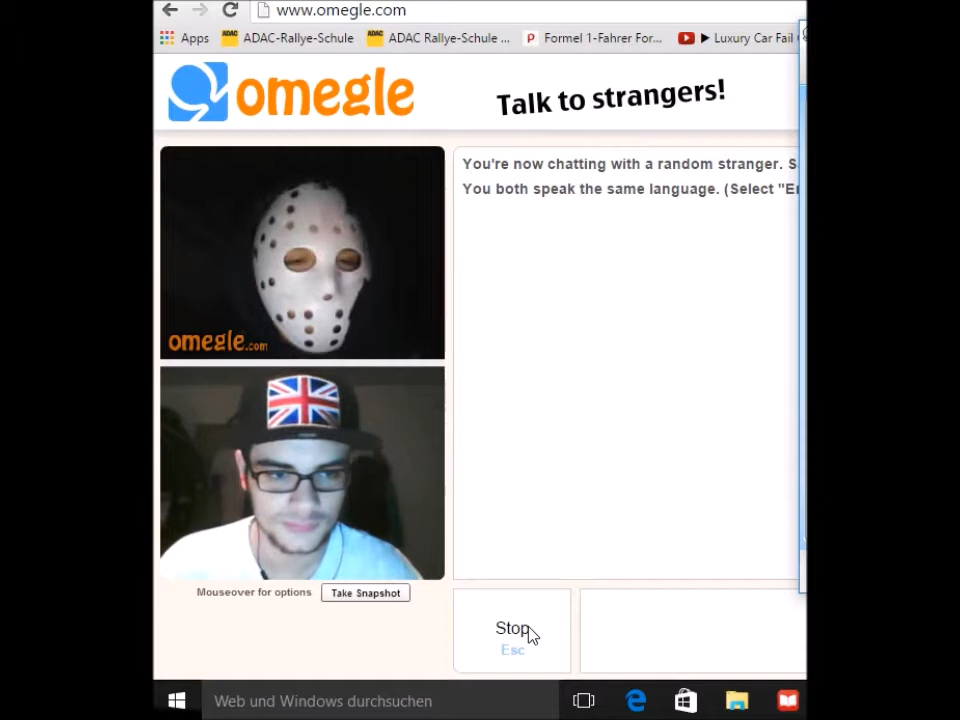 www.omegle.com
Apps ADAC-Rallye-Schule ADAC Rallye-Schule ... Formel 1-Fahrer For... ▶ Luxury Car Fail
omegle Talk to strangers!
You're now chatting with a random stranger. S
You both speak the same language. (Select "En
omegle.com
Mouseover for options Take Snapshot
Stop
Esc
Web und Windows durchsuchen